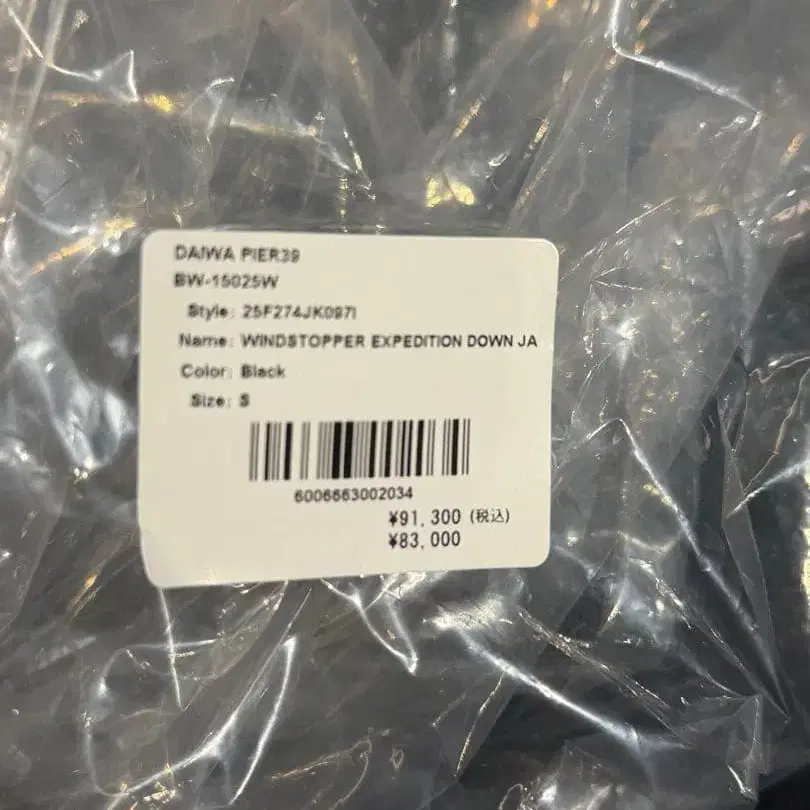 DAIWA PIER39
BW-15025W
Style: 25F274JK097I
Name: WINDSTOPPER EXPEDITION DOWN JA
Color: Black
Size: S
6006663002034
¥91,300 (税込)
¥83,000